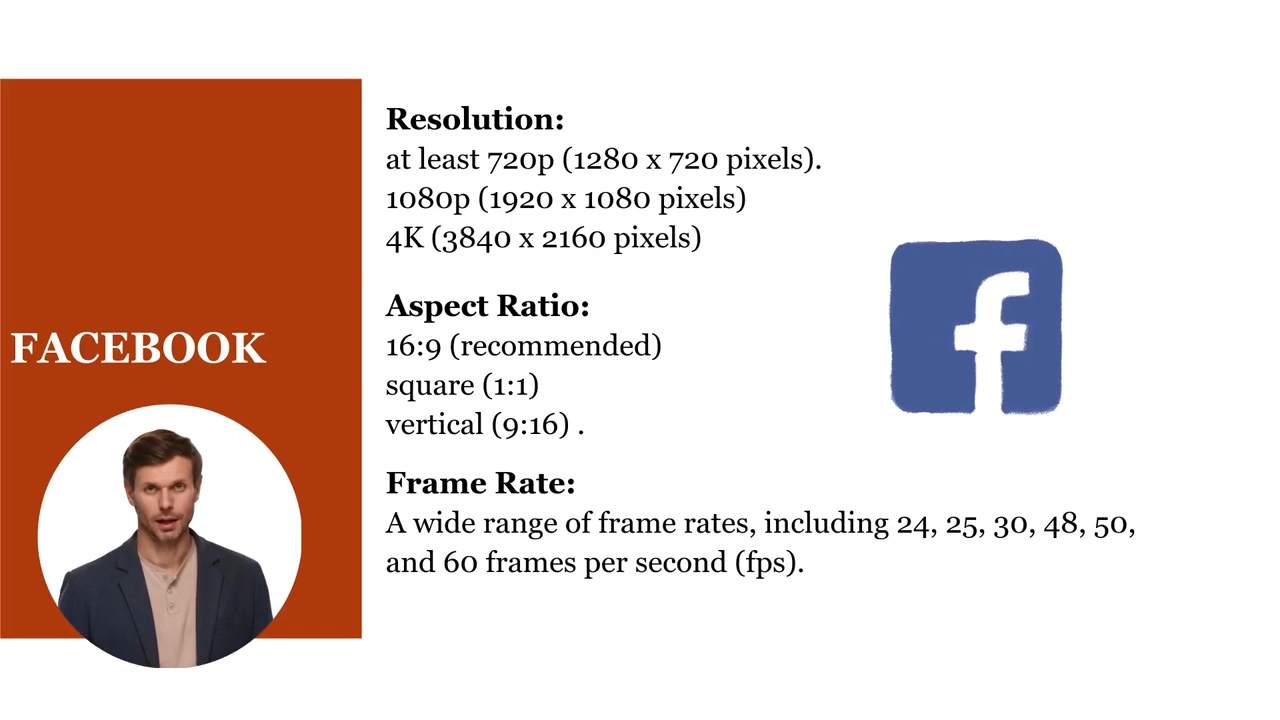 FACEBOOK
Resolution:
at least 720p (1280 x 720 pixels).
1080p (1920 x 1080 pixels)
4K (3840 x 2160 pixels)
Aspect Ratio:
16:9 (recommended)
square (1:1)
vertical (9:16) .
Frame Rate:
A wide range of frame rates, including 24, 25, 30, 48, 50,
and 60 frames per second (fps).
f